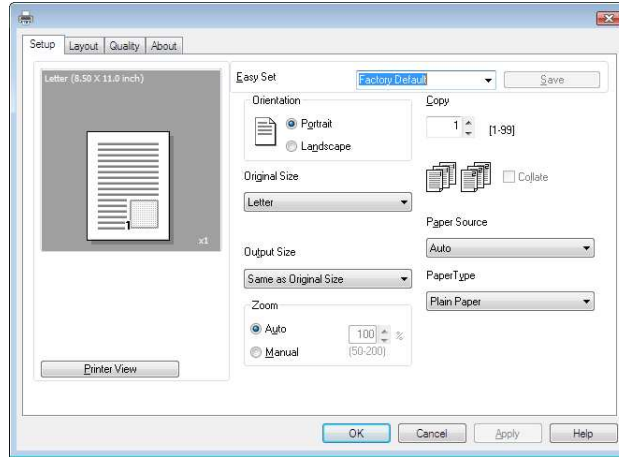 Setup Layout Quality About
Letter (8.50 X 11.0 inch)
1
x1
Printer View
Easy Set
Factory Default
Save
Orientation
Portrait
Landscape
Original Size
Letter
Output Size
Same as Original Size
Zoom
Auto
Manual
100 %
(50-200)
Copy
1 [1-99]
Collate
Paper Source
Auto
PaperType
Plain Paper
OK Cancel Apply Help